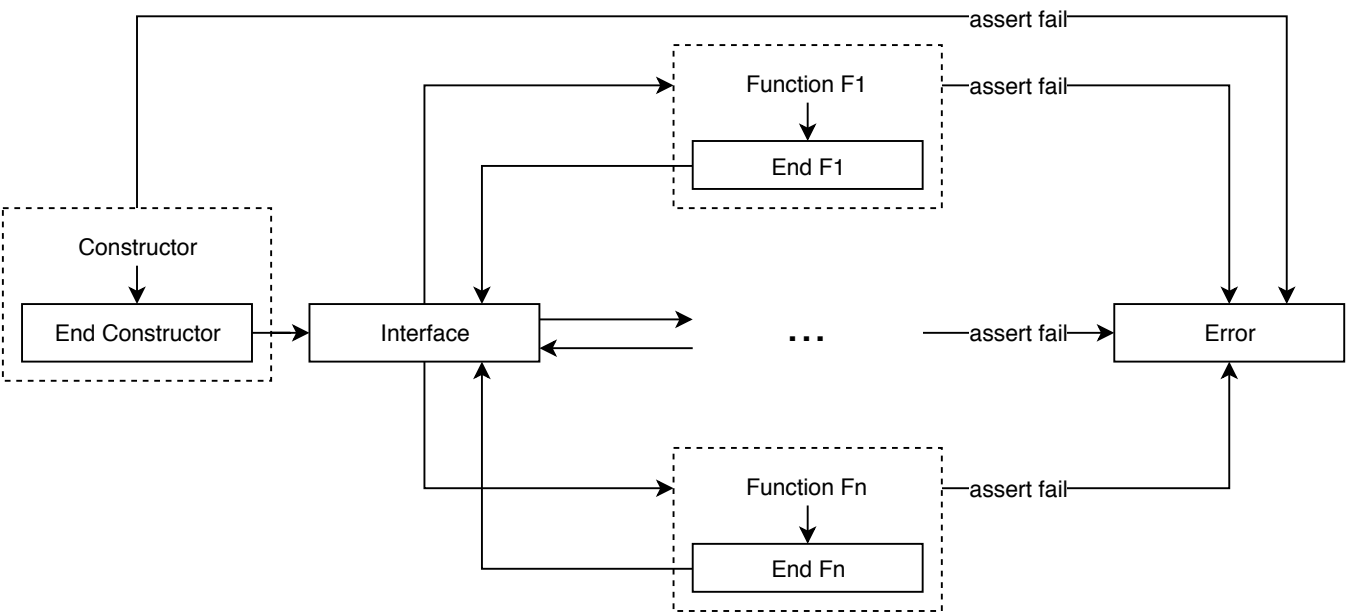 assert fail
Function F1
assert fail
End F1
Constructor
End Constructor
Interface
...
assert fail
Error
Function Fn
assert fail
End Fn